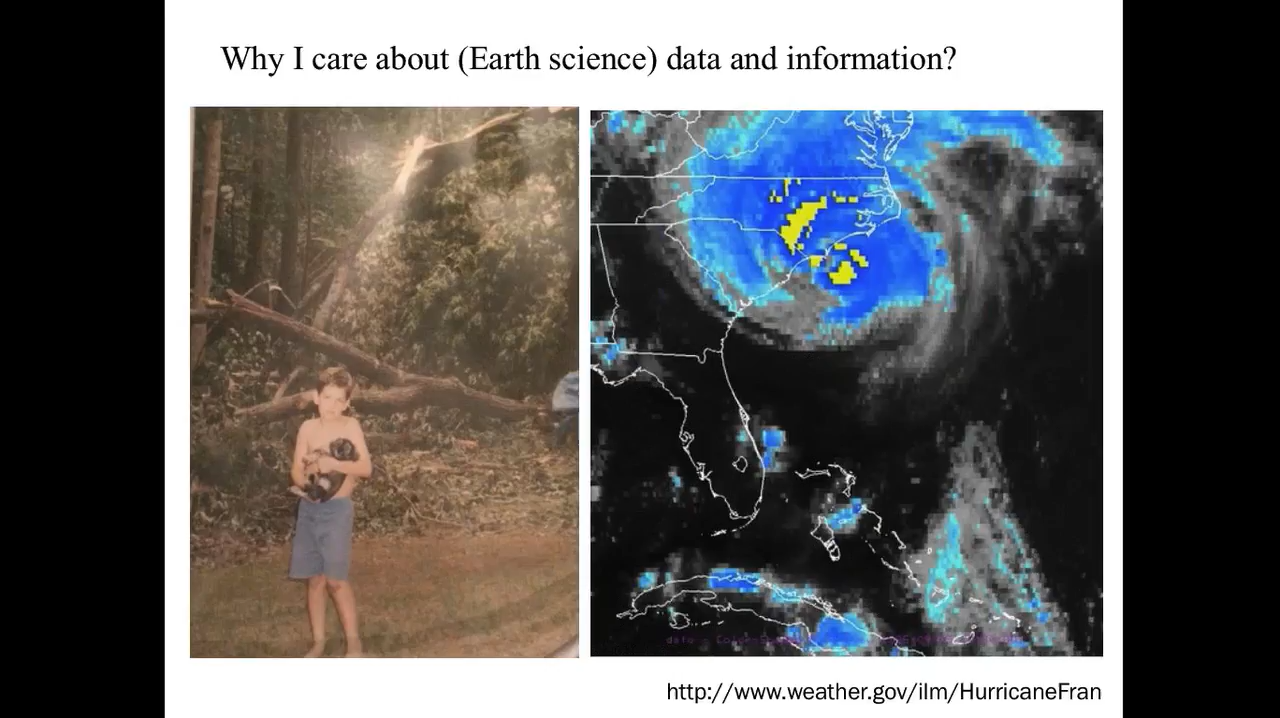 Why I care about (Earth science) data and information?
http://www.weather.gov/ilm/HurricaneFran